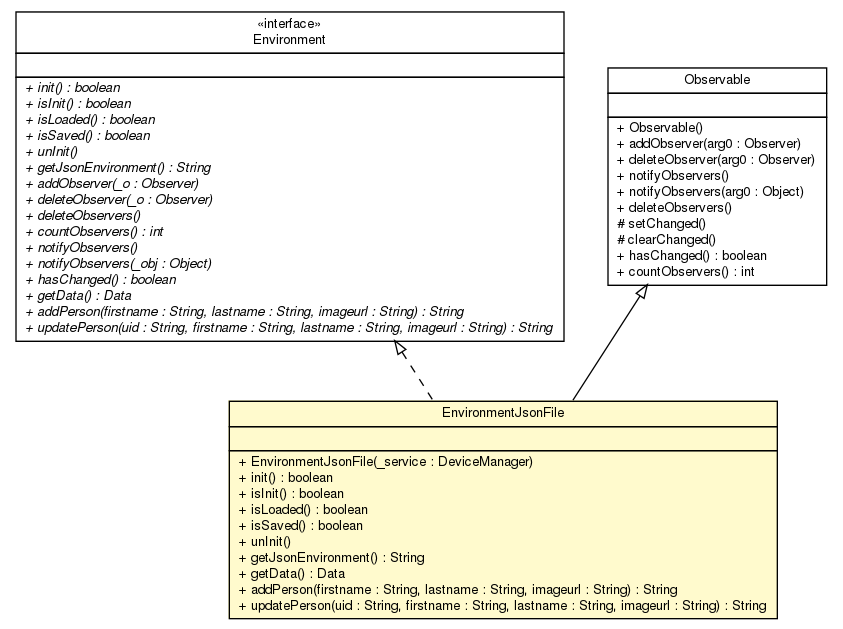 «interface»
Environment
+ init() : boolean
+ isInit() : boolean
+ isLoaded() : boolean
+ isSaved() : boolean
+ unInit()
+ getJsonEnvironment() : String
+ addObserver(_o : Observer)
+ deleteObserver(_o : Observer)
+ deleteObservers()
+ countObservers() : int
+ notifyObservers()
+ notifyObservers(_obj : Object)
+ hasChanged() : boolean
+ getData() : Data
+ addPerson(firstname : String, lastname : String, imageurl : String) : String
+ updatePerson(uid : String, firstname : String, lastname : String, imageurl : String) : String
Observable
+ Observable()
+ addObserver(arg0 : Observer)
+ deleteObserver(arg0 : Observer)
+ notifyObservers()
+ notifyObservers(arg0 : Object)
+ deleteObservers()
# setChanged()
# clearChanged()
+ hasChanged() : boolean
+ countObservers() : int
EnvironmentJsonFile
+ EnvironmentJsonFile(_service : DeviceManager)
+ init() : boolean
+ isInit() : boolean
+ isLoaded() : boolean
+ isSaved() : boolean
+ unInit()
+ getJsonEnvironment() : String
+ getData() : Data
+ addPerson(firstname : String, lastname : String, imageurl : String) : String
+ updatePerson(uid : String, firstname : String, lastname : String, imageurl : String) : String